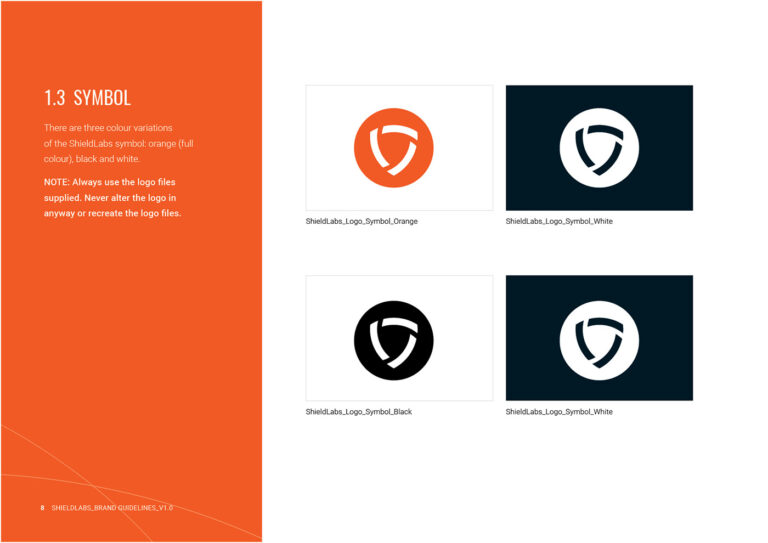 1.3 SYMBOL
There are three colour variations
of the ShieldLabs symbol: orange (full
colour), black and white.
NOTE: Always use the logo files
supplied. Never alter the logo in
anyway or recreate the logo files.
ShieldLabs_Logo_Symbol_Orange
ShieldLabs_Logo_Symbol_White
ShieldLabs_Logo_Symbol_Black
ShieldLabs_Logo_Symbol_White
8 SHIELDLABS_BRAND GUIDELINES_V1.0